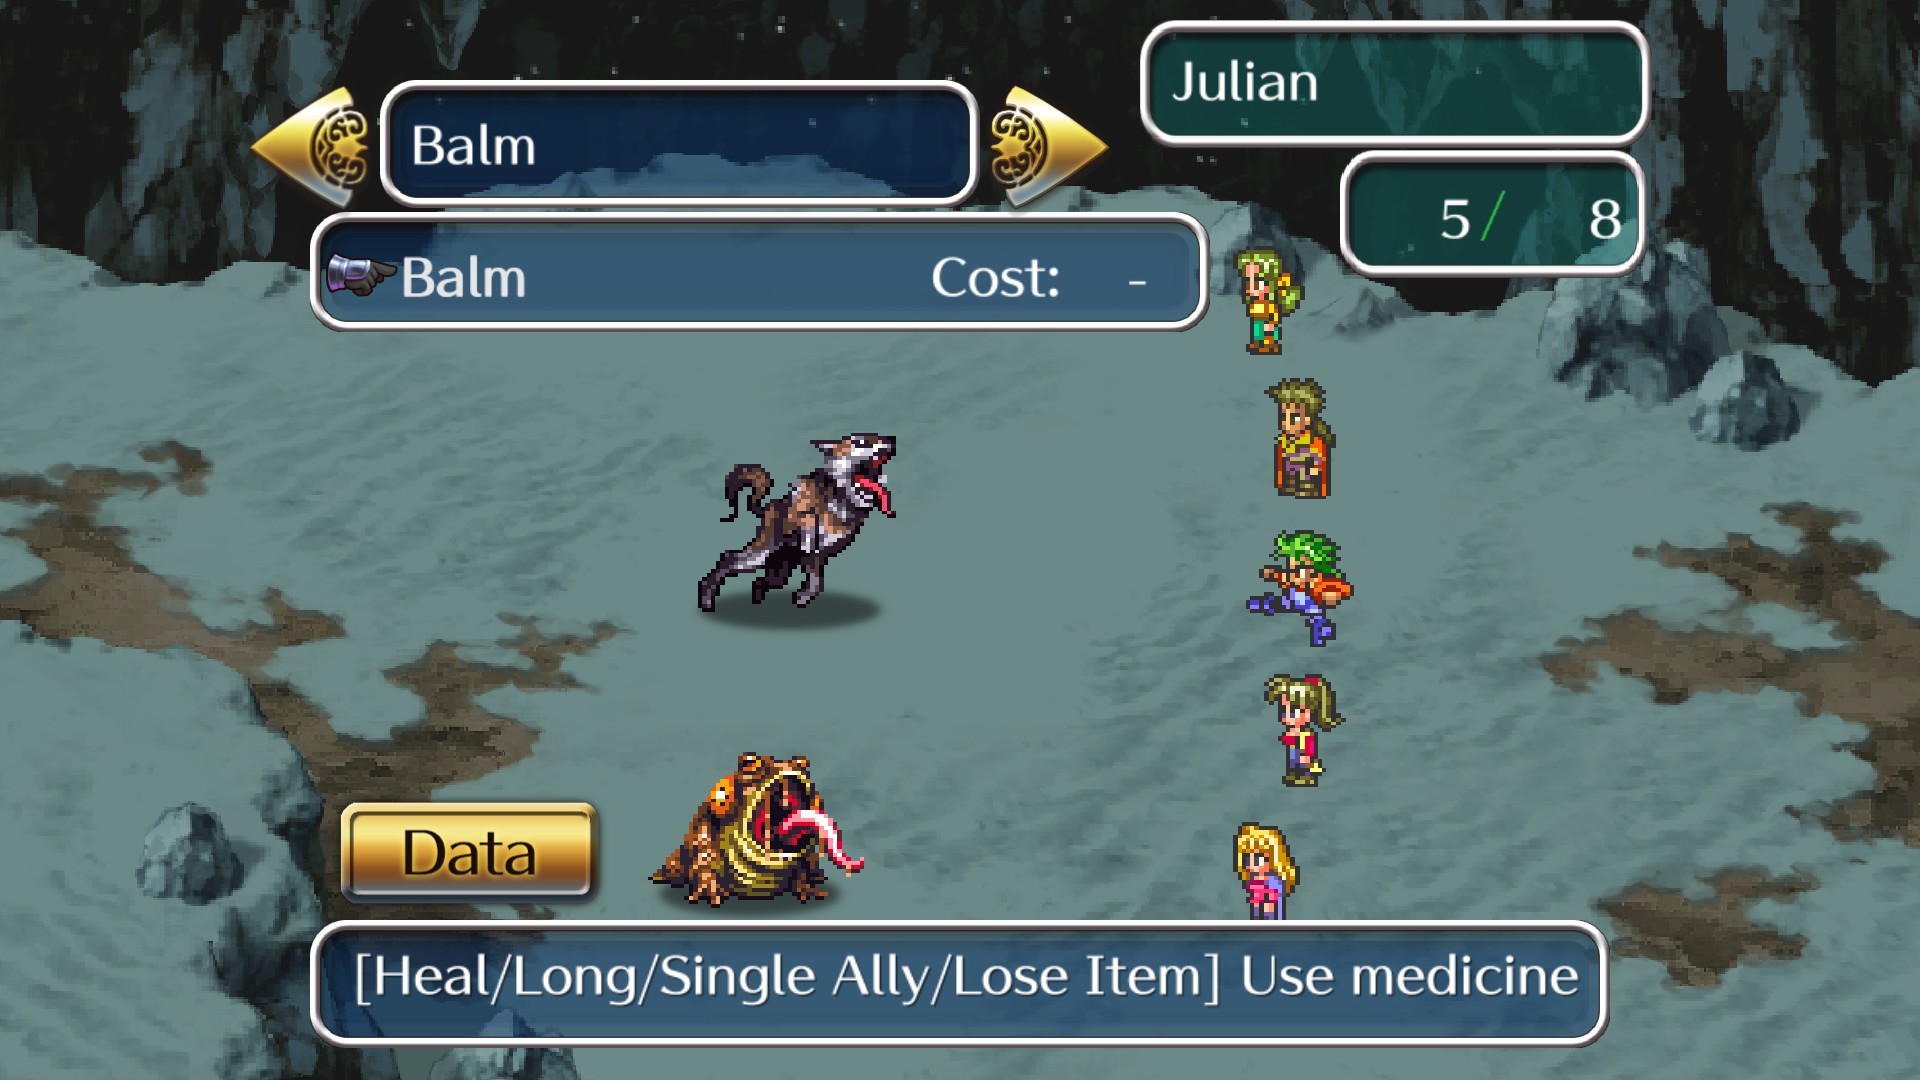 Julian
Balm
5/ 8
Balm Cost: -
Data
[Heal/Long/Single Ally/Lose Item] Use medicine